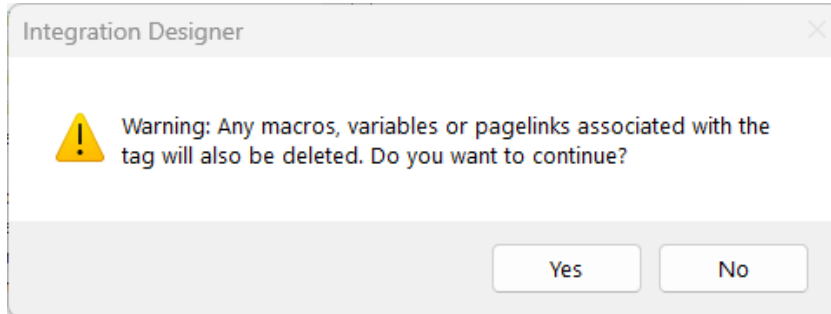 Integration Designer
Warning: Any macros, variables or pagelinks associated with the
tag will also be deleted. Do you want to continue?
Yes
No